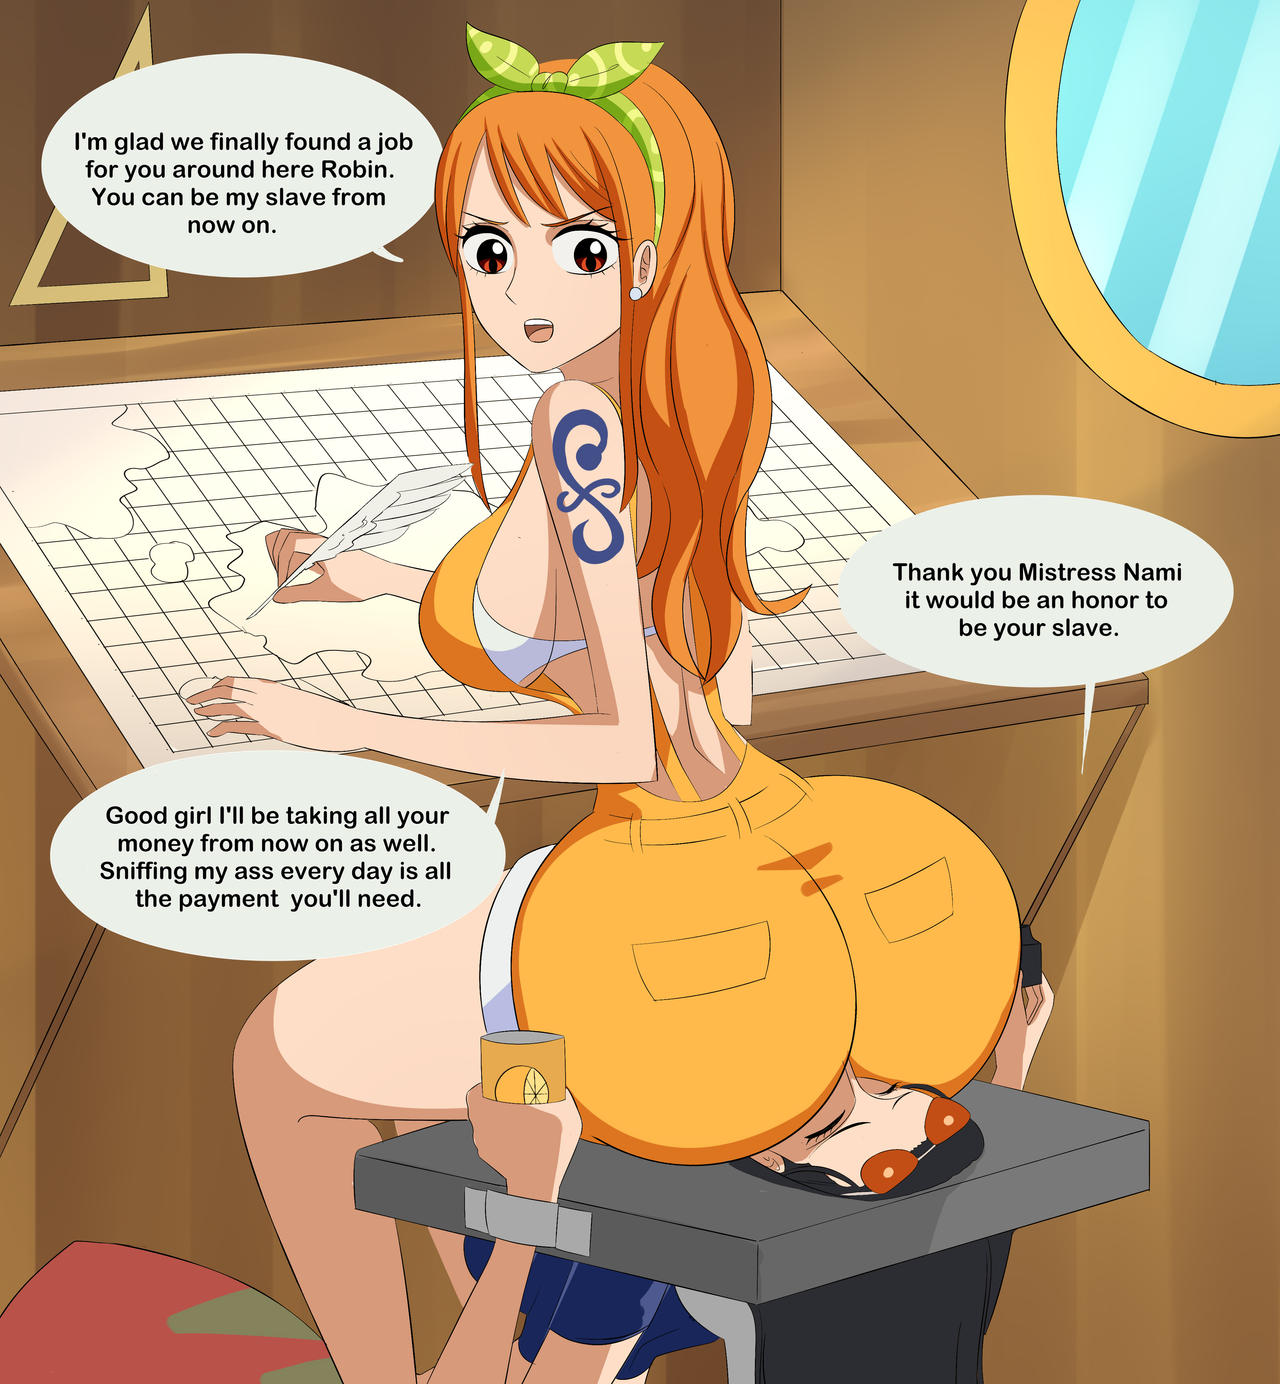 I'm glad we finally found a job
for you around here Robin.
You can be my slave from
now on.
Thank you Mistress Nami
it would be an honor to
be your slave.
Good girl I'll be taking all your
money from now on as well.
Sniffing my ass every day is all
the payment  you'll need.